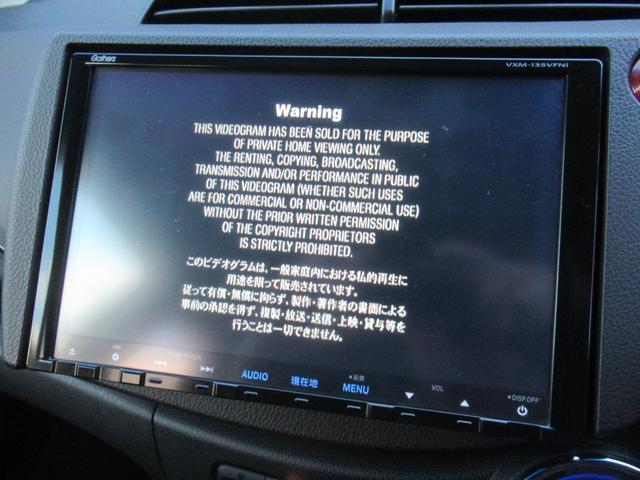 Gathers
VXM-135VFNi
Warning
THIS VIDEOGRAM HAS BEEN SOLD FOR THE PURPOSE
OF PRIVATE HOME VIEWING ONLY.
THE RENTING, COPYING, BROADCASTING,
TRANSMISSION AND/OR PERFORMANCE IN PUBLIC
OF THIS VIDEOGRAM (WHETHER SUCH USES
ARE FOR COMMERCIAL OR NON-COMMERCIAL USE)
WITHOUT THE PRIOR WRITTEN PERMISSION
OF THE COPYRIGHT PROPRIETORS
IS STRICTLY PROHIBITED.
このビデオグラムは、一般家庭内における私的再生に
用途を限って販売されています。
従って有償・無償に拘らず、製作・著作者の書面による
事前の承認を得ず、複製・放送・送信・上映・貸与等を
行うことは一切できません。
AUDIO
現在地
●画質
MENU
VOL
●DISP.OFF